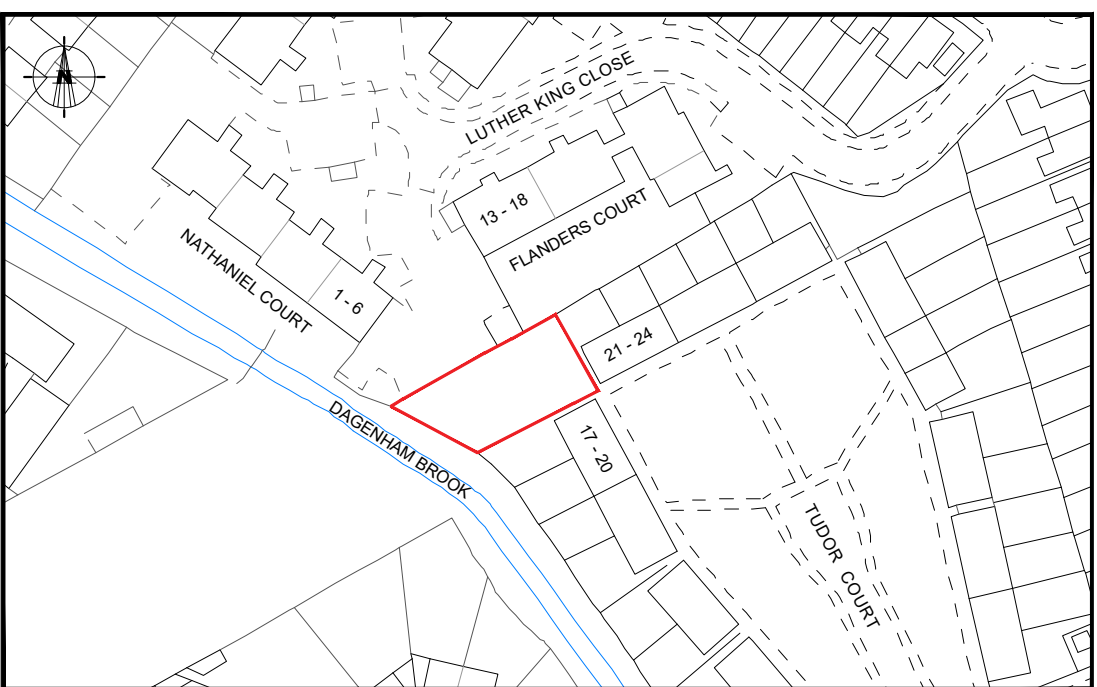 N
LUTHER KING CLOSE
13 - 18
FLANDERS COURT
NATHANIEL COURT
1 - 6
21 - 24
DAGENHAM BROOK
17 - 20
TUDOR COURT